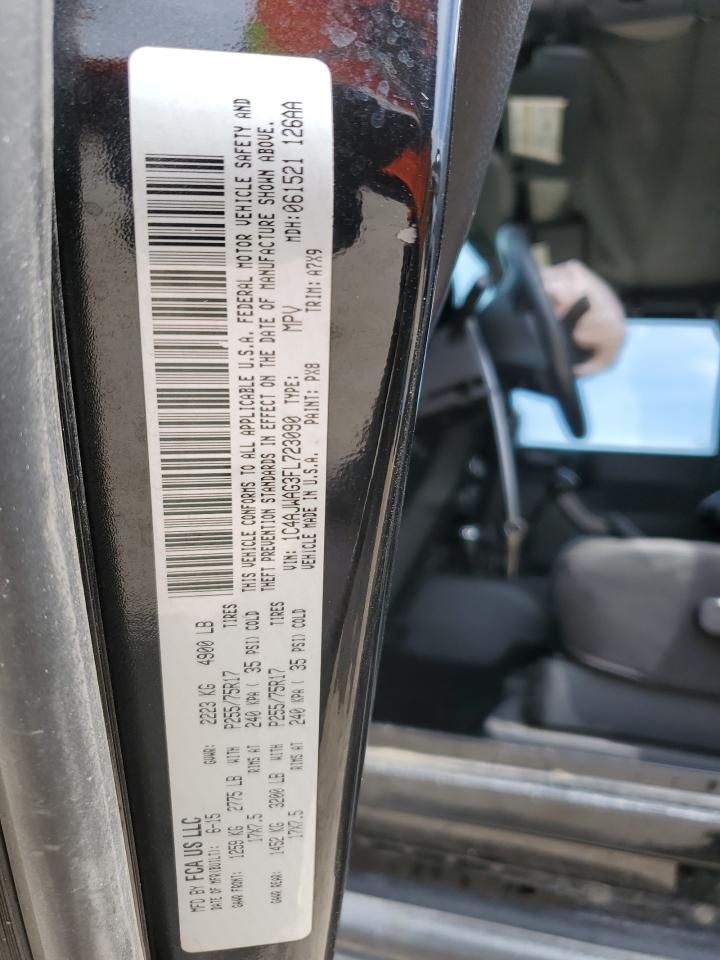 MFD BY FCA US LLC
DATE OF MFR(BUILT): 6-15 GVWR: 2223 KG 4900 LB
GAWR FRONT: 1259 KG 2775 LB WITH P255/75R17 TIRES
17X7.5 RIMS AT 240 KPA ( 35 PSI) COLD
GAWR REAR: 1452 KG 3200 LB WITH P255/75R17 TIRES
17X7.5 RIMS AT 240 KPA ( 35 PSI) COLD
THIS VEHICLE CONFORMS TO ALL APPLICABLE U.S.A. FEDERAL MOTOR VEHICLE SAFETY AND
THEFT PREVENTION STANDARDS IN EFFECT ON THE DATE OF MANUFACTURE SHOWN ABOVE.
VIN: 1C4AJWAG3FL723090 TYPE: MPV MDH:061521 126AA
VEHICLE MADE IN U.S.A. PAINT: PX8 TRIM: A7X9